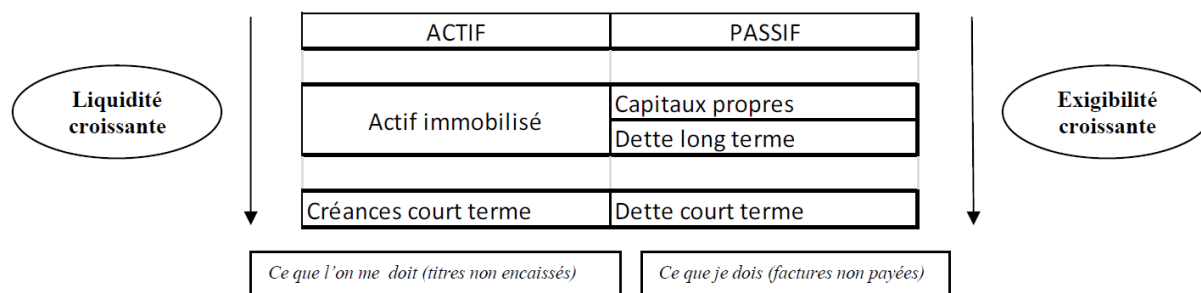 ACTIF
PASSIF
Liquidité
croissante
Actif immobilisé
Capitaux propres
Dette long terme
Exigibilité
croissante
Créances court terme
Dette court terme
Ce que l'on me doit (titres non encaissés)
Ce que je dois (factures non payées)